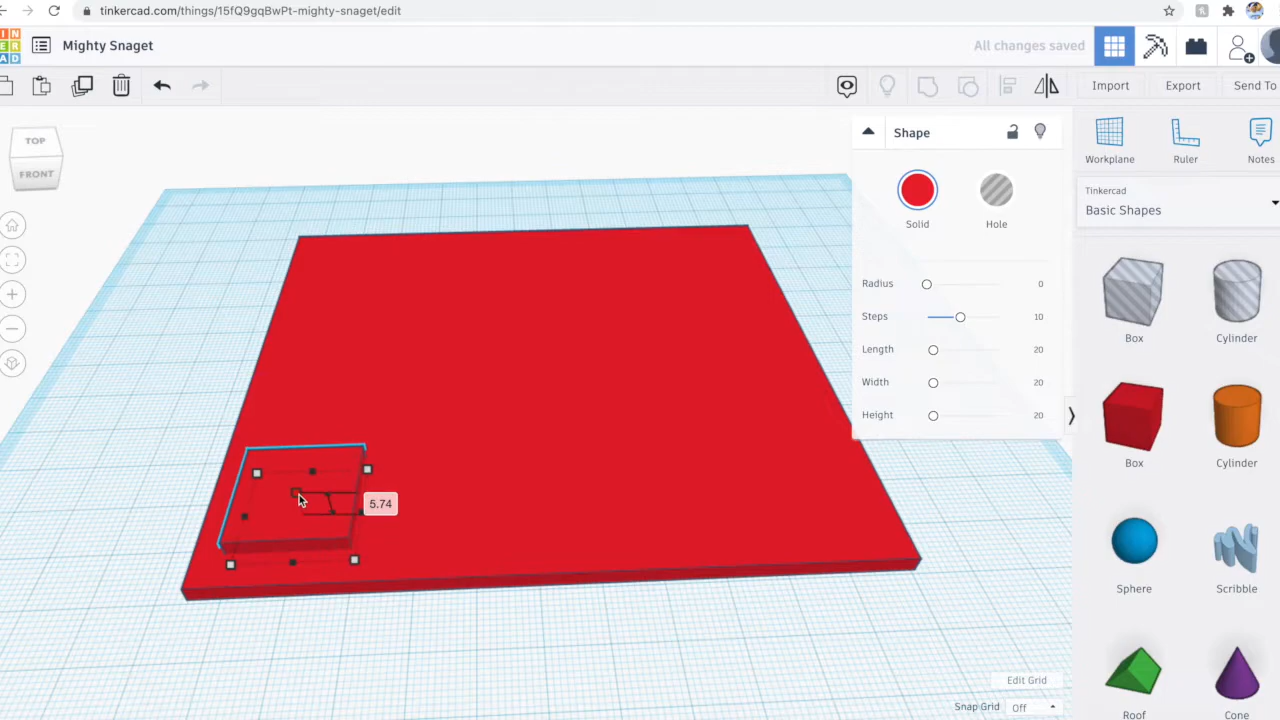 tinkercad.com/things/15fQ9gqBwPt-mighty-snaget/edit
Mighty Snaget
All changes saved
Import
Export
Send To
TOP
FRONT
Shape
Solid
Hole
Radius 0
Steps 10
Length 20
Width 20
Height 20
5.74
Workplane
Ruler
Notes
Tinkercad
Basic Shapes
Box
Cylinder
Box
Cylinder
Sphere
Scribble
Roof
Cone
Edit Grid
Snap Grid Off